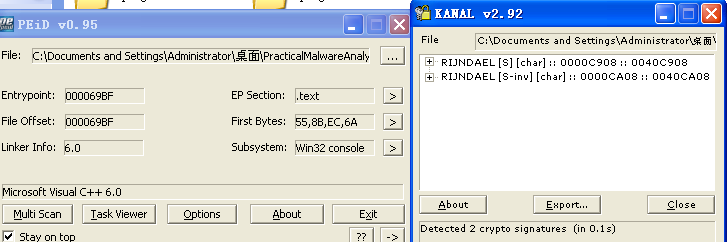 PEiD v0.95
File: C:\Documents and Settings\Administrator\桌面\PracticalMalwareAnaly
...
Entrypoint: 000069BF
EP Section: .text
>
File Offset: 000069BF
First Bytes: 55,8B,EC,6A
>
Linker Info: 6.0
Subsystem: Win32 console
>
Microsoft Visual C++ 6.0
Multi Scan
Task Viewer
Options
About
Exit
Stay on top
??
->
KANAL v2.92
File
C:\Documents and Settings\Administrator\桌面\
RIJNDAEL [S] [char] :: 0000C908 :: 0040C908
RIJNDAEL [S-inv] [char] :: 0000CA08 :: 0040CA08
About
Export...
Close
Detected 2 crypto signatures (in 0.1s)